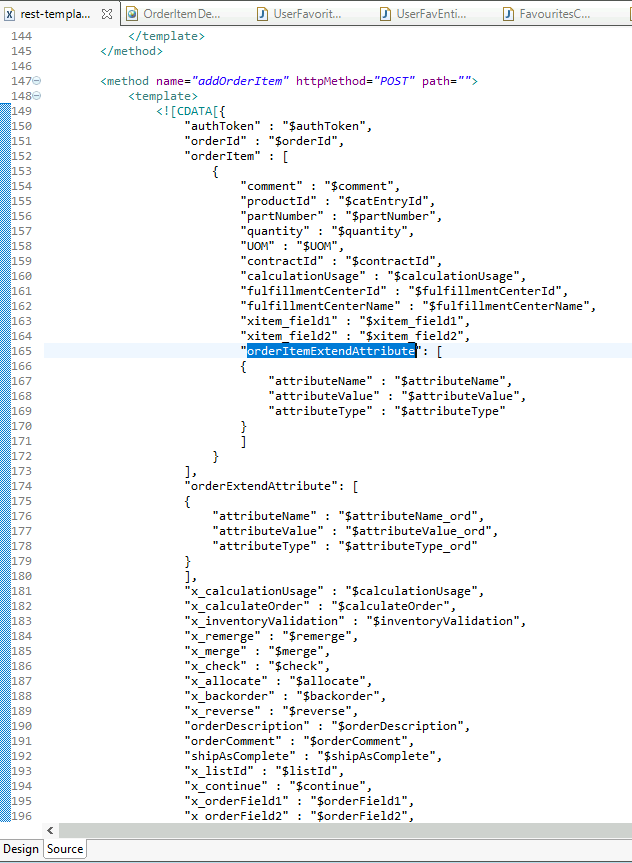 rest-templa... OrderItemDe... UserFavorit... UserFavEnti... FavouritesC...
144 </template>
145 </method>
146
147 <method name="addOrderItem" httpMethod="POST" path="">
148 <template>
149 <![CDATA[{
150 "authToken" : "$authToken",
151 "orderId" : "$orderId",
152 "orderItem" : [
153 {
154 "comment" : "$comment",
155 "productId" : "$catEntryId",
156 "partNumber" : "$partNumber",
157 "quantity" : "$quantity",
158 "UOM" : "$UOM",
159 "contractId" : "$contractId",
160 "calculationUsage" : "$calculationUsage",
161 "fulfillmentCenterId" : "$fulfillmentCenterId",
162 "fulfillmentCenterName" : "$fulfillmentCenterName",
163 "xitem_field1" : "$xitem_field1",
164 "xitem_field2" : "$xitem_field2",
165 "orderItemExtendAttribute": [
166 {
167 "attributeName" : "$attributeName",
168 "attributeValue" : "$attributeValue",
169 "attributeType" : "$attributeType"
170 }
171 ]
172 }
173 ],
174 "orderExtendAttribute": [
175 {
176 "attributeName" : "$attributeName_ord",
177 "attributeValue" : "$attributeValue_ord",
178 "attributeType" : "$attributeType_ord"
179 }
180 ],
181 "x_calculationUsage" : "$calculationUsage",
182 "x_calculateOrder" : "$calculateOrder",
183 "x_inventoryValidation" : "$inventoryValidation",
184 "x_remerge" : "$remerge",
185 "x_merge" : "$merge",
186 "x_check" : "$check",
187 "x_allocate" : "$allocate",
188 "x_backorder" : "$backorder",
189 "x_reverse" : "$reverse",
190 "orderDescription" : "$orderDescription",
191 "orderComment" : "$orderComment",
192 "shipAsComplete" : "$shipAsComplete",
193 "x_listId" : "$listId",
194 "x_continue" : "$continue",
195 "x_orderField1" : "$orderField1",
196 "x_orderField2" : "$orderField2",
Design Source